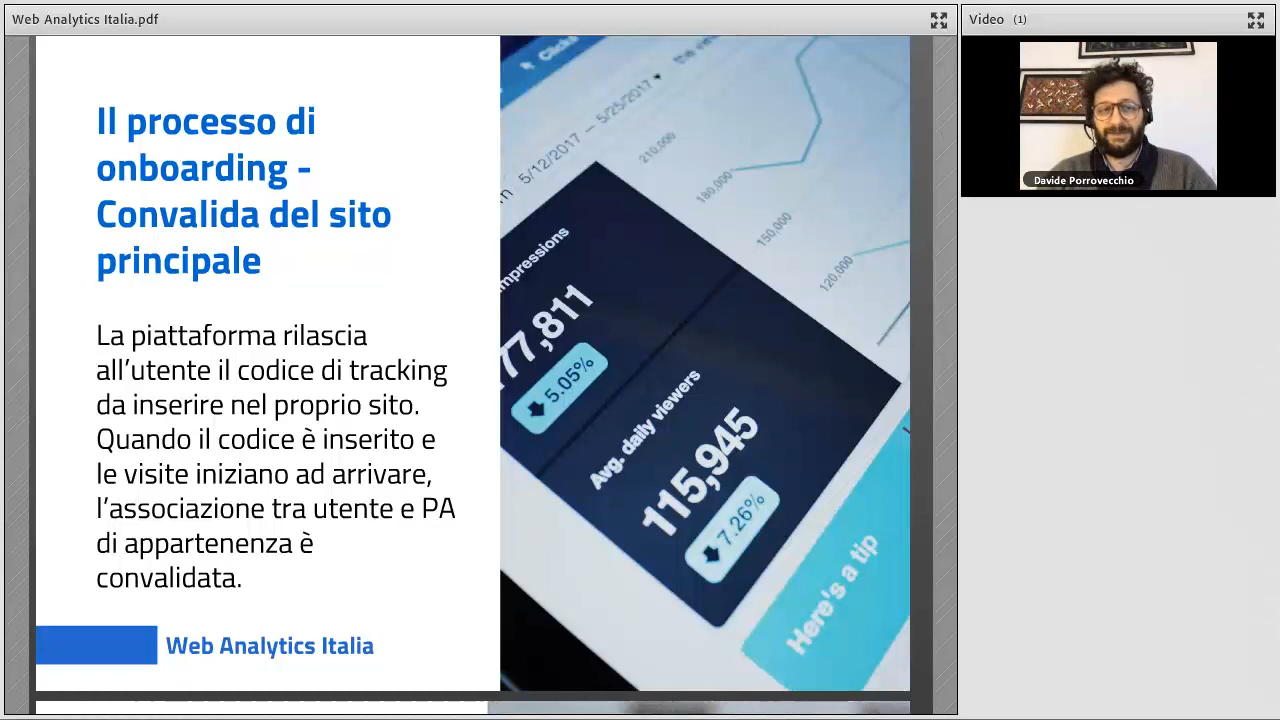 Web Analytics Italia.pdf
Video (1)
Il processo di
onboarding -
Convalida del sito
principale
La piattaforma rilascia
all’utente il codice di tracking
da inserire nel proprio sito.
Quando il codice è inserito e
le visite iniziano ad arrivare,
l’associazione tra utente e PA
di appartenenza è
convalidata.
Web Analytics Italia
Clicks
5/12/2017 — 5/25/2017
210,000
180,000
150,000
120,000
impressions
77,811
5.05%
Avg. daily viewers
115,945
7.26%
Here's a tip
Davide Porrovecchio